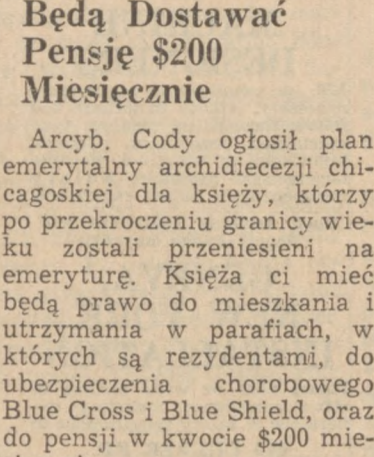 Będą Dostawać
Pensję $200
Miesięcznie
Arcyb. Cody ogłosił plan
emerytalny archidiecezji chi-
cagoskiej dla księży, którzy
po przekroczeniu granicy wie-
ku zostali przeniesieni na
emeryturę. Księża ci mieć
będą prawo do mieszkania i
utrzymania w parafiach, w
których są rezydentami, do
ubezpieczenia chorobowego
Blue Cross i Blue Shield, oraz
do pensji w kwocie $200 mie-